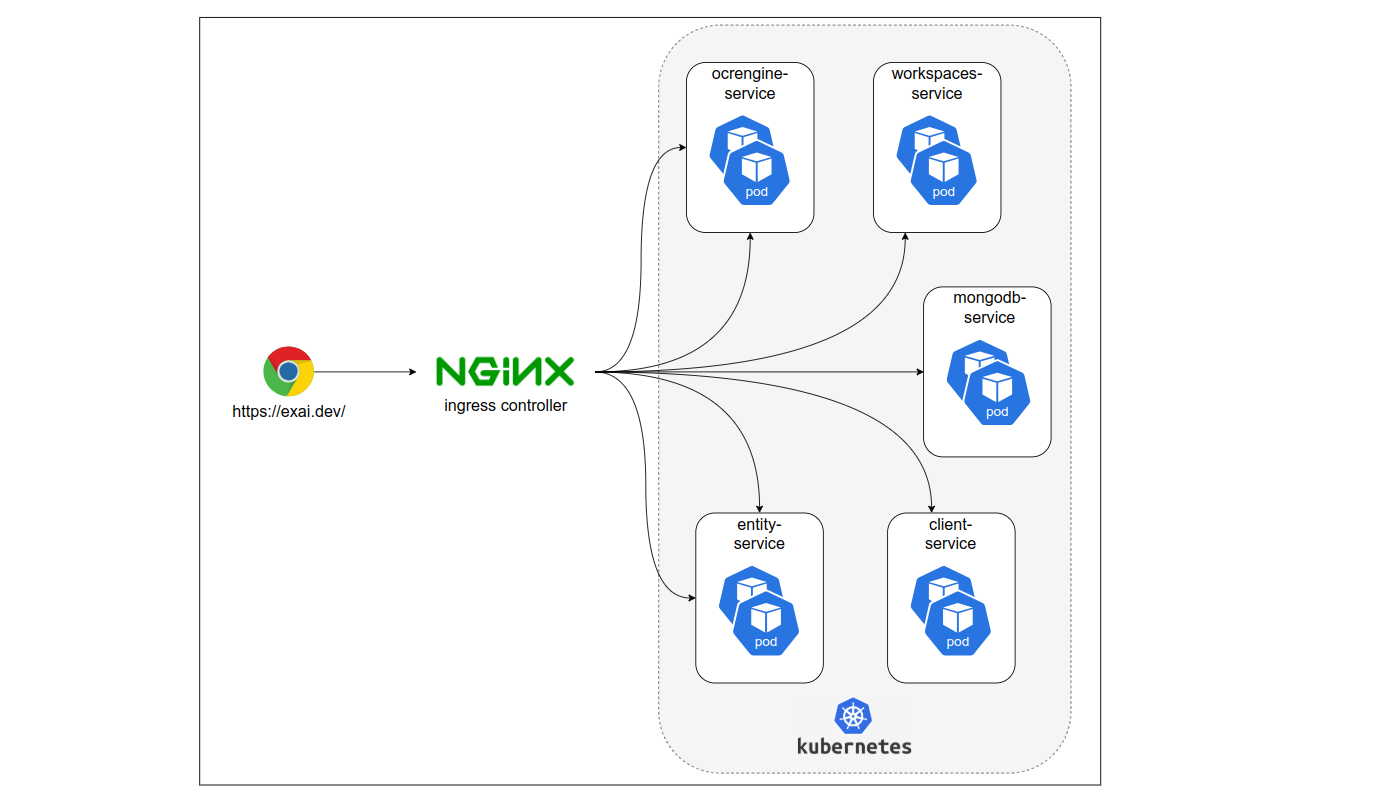 ocrengine-
service
pod
workspaces-
service
pod
mongodb-
service
pod
https://exai.dev/
NGiNX
ingress controller
entity-
service
pod
client-
service
pod
kubernetes